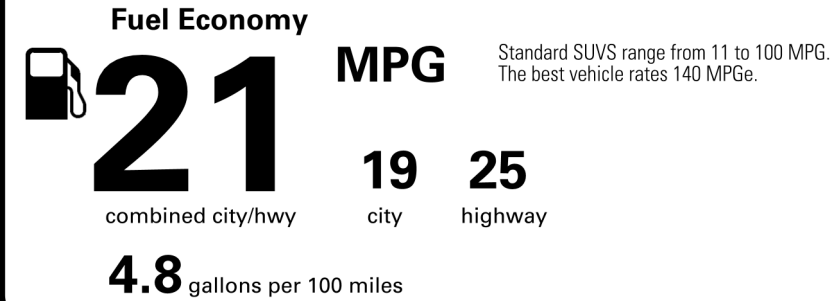 Fuel Economy
21
MPG
Standard SUVS range from 11 to 100 MPG.
The best vehicle rates 140 MPGe.
19 25
combined city/hwy city highway
4.8 gallons per 100 miles